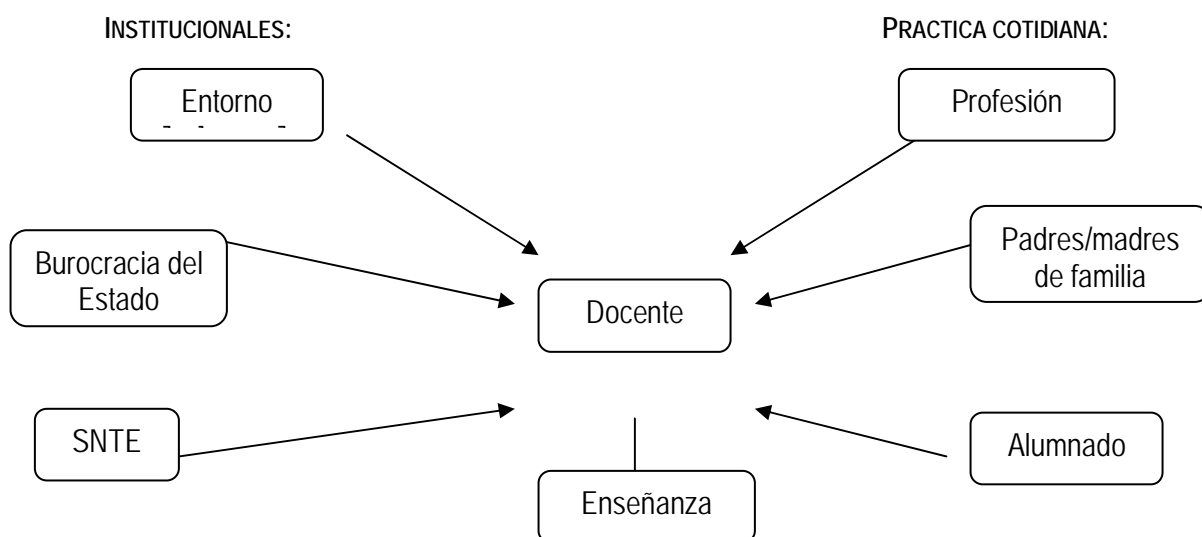 INSTITUCIONALES:
PRACTICA COTIDIANA:
Entorno
Profesión
Burocracia del
Estado
Padres/madres
de familia
Docente
SNTE
Alumnado
Enseñanza